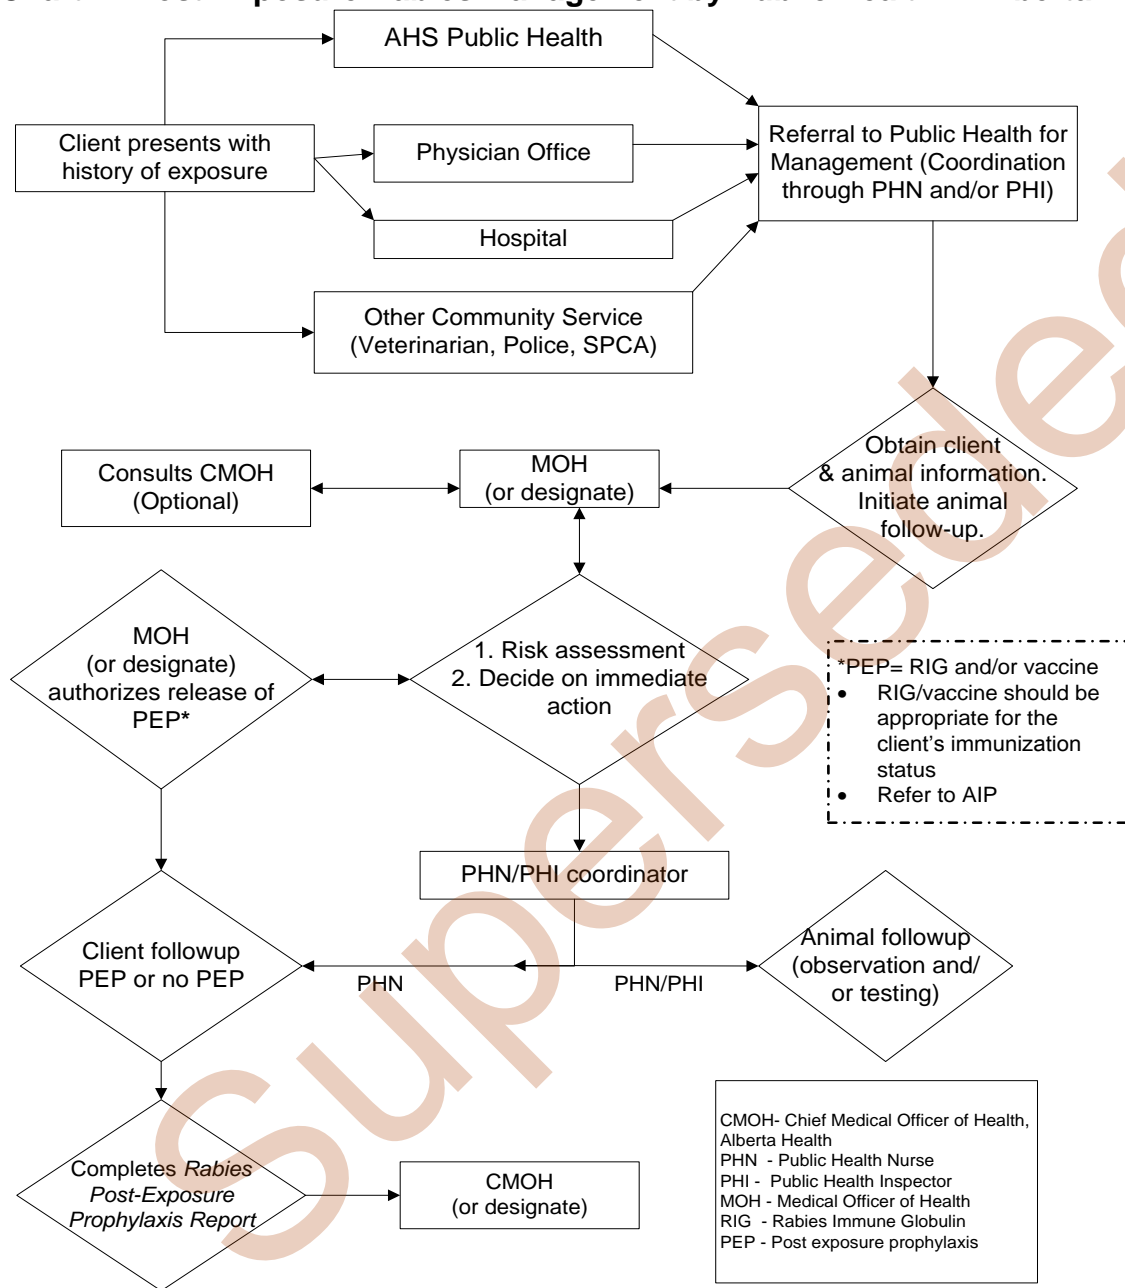 AHS Public Health
Client presents with
history of exposure
Physician Office
Hospital
Other Community Service
(Veterinarian, Police, SPCA)
Referral to Public Health for
Management (Coordination
through PHN and/or PHI)
Obtain client
& animal information.
Initiate animal
follow-up.
MOH
(or designate)
Consults CMOH
(Optional)
MOH
(or designate)
authorizes release of
PEP*
1. Risk assessment
2. Decide on immediate
action
*PEP= RIG and/or vaccine
• RIG/vaccine should be
appropriate for the
client's immunization
status
• Refer to AIP
PHN/PHI coordinator
Client followup
PEP or no PEP
PHN
PHN/PHI
Animal followup
(observation and/
or testing)
Completes Rabies
Post-Exposure
Prophylaxis Report
CMOH
(or designate)
CMOH- Chief Medical Officer of Health,
Alberta Health
PHN - Public Health Nurse
PHI - Public Health Inspector
MOH - Medical Officer of Health
RIG - Rabies Immune Globulin
PEP - Post exposure prophylaxis
Superseded